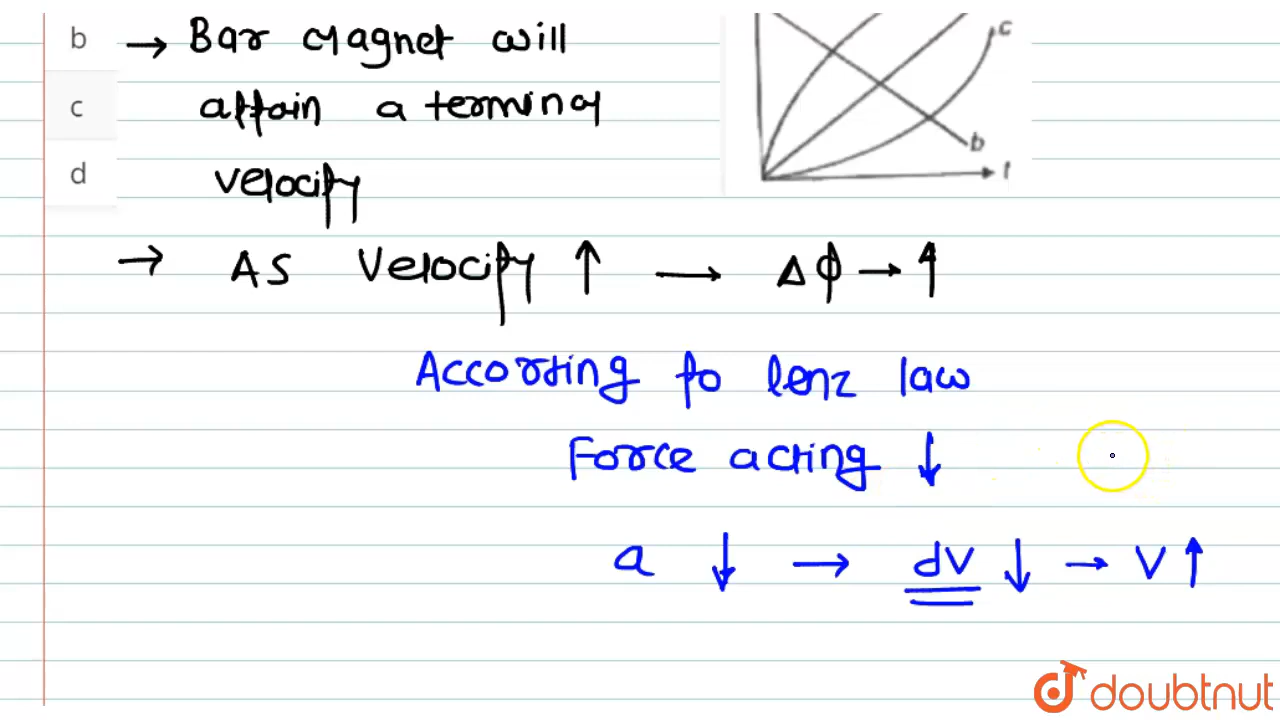 b → Bar Magnet will
c attain a terminal
d velocity
→ AS Velocity ↑ → Δϕ → ↑
According to lenz law
Force acting ↓
a ↓ → dV ↓ → V ↑
c
b
t
doubtnut